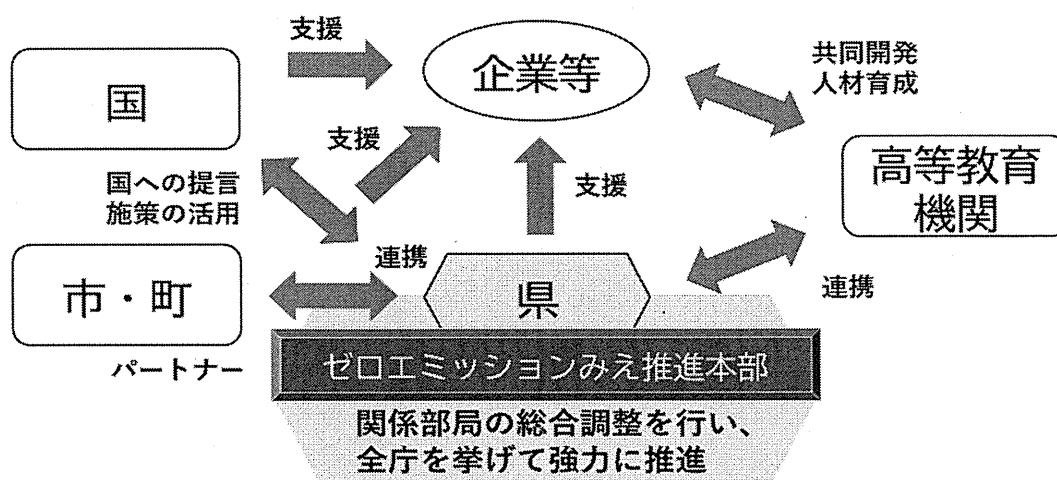 支援
企業等
共同開発
人材育成
国
支援
高等教育
機関
国への提言
施策の活用
支援
連携
市・町
県
連携
パートナー
ゼロエミッションみえ推進本部
関係部局の総合調整を行い、
全庁を挙げて強力に推進